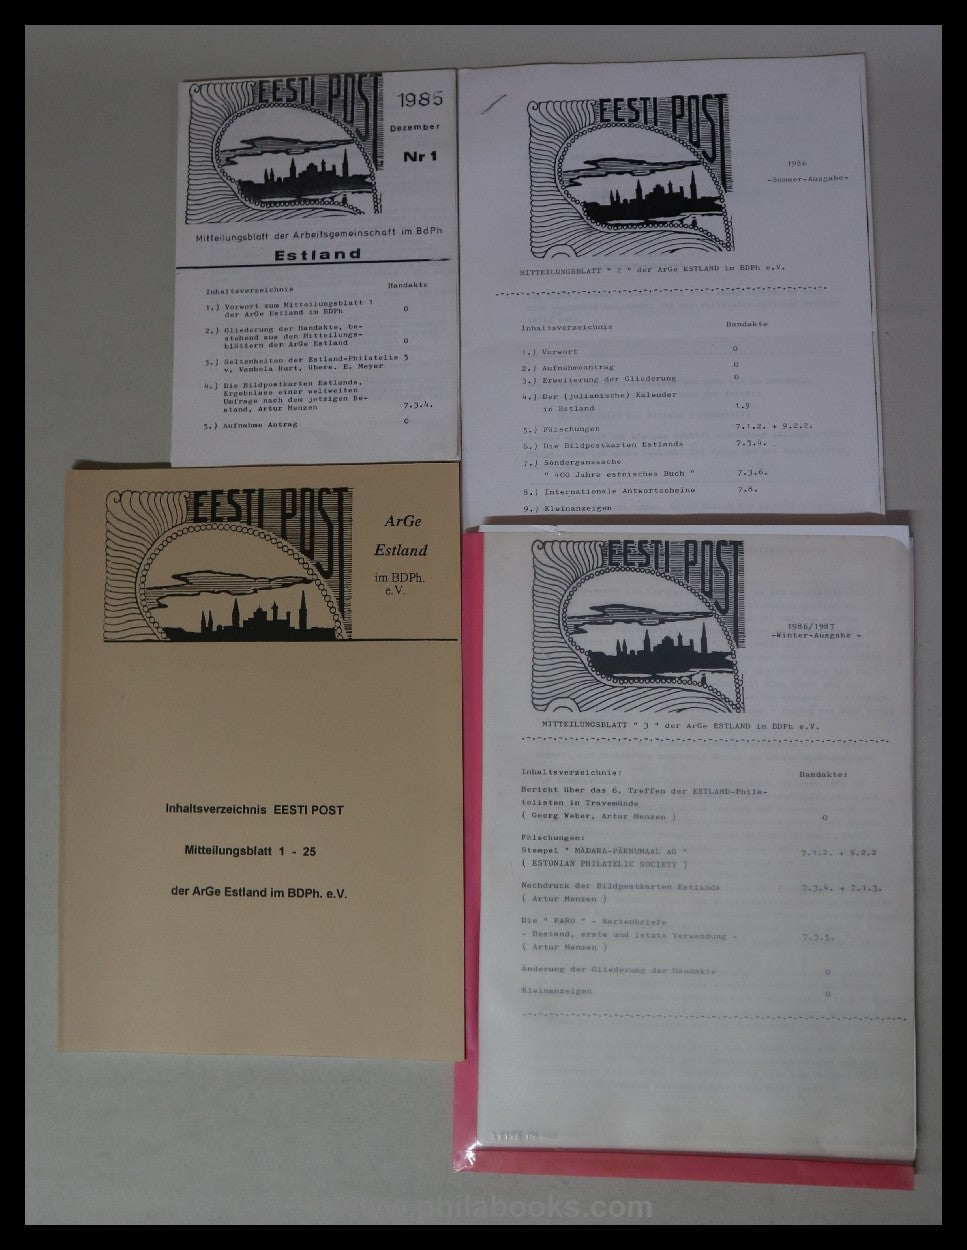 EESTI POST
1985
Dezember
Nr 1
Mitteilungsblatt der Arbeitsgemeinschaft im BdPh
Estland
Inhaltsverzeichnis Handakte
1.) Vorwort zum Mitteilungsblatt 1
der ArGe Estland im BDPh 0
2.) Gliederung der Handakte, be-
stehend aus den Mitteilungs-
blättern der ArGe Estland 0
3.) Seltenheiten der Estland-Philatelie 5
v. Vambola Hurt, Übers. E. Meyer
4.) Die Bildpostkarten Estlands,
Ergebnisse einer weltweiten
Umfrage nach dem jetzigen Be-
stand, Artur Menzen 7.3.4.
5.) Aufnahme Antrag 0
EESTI POST
1986
-Sommer-Ausgabe-
MITTEILUNGSBLATT " 2 " der ArGe ESTLAND im BDPh e.V.
Inhaltsverzeichnis Handakte
1.) Vorwort 0
2.) Aufnahmeantrag 0
3.) Erweiterung der Gliederung 0
4.) Der (julianische) Kalender
in Estland 1.9
5.) Fälschungen 7.1.2. + 9.2.2.
6.) Die Bildpostkarten Estlands 7.3.4.
7.) Sonderganzsache
" 400 Jahre estnisches Buch " 7.3.6.
8.) Internationale Antwortscheine 7.8.
9.) Kleinanzeigen
EESTI POST
ArGe
Estland
im BDPh.
e.V.
Inhaltsverzeichnis EESTI POST
Mitteilungsblatt 1 - 25
der ArGe Estland im BDPh. e.V.
EESTI POST
1986/1987
-Winter-Ausgabe -
MITTEILUNGSBLATT " 3 " der ArGe ESTLAND im BDPh e.V.
Inhaltsverzeichnis: Handakte:
Bericht über das 6. Treffen der ESTLAND-Phila-
telisten in Travemünde
( Georg Weber, Artur Menzen ) 0
Fälschungen:
Stempel " MÄDARA-PÄRNUMAAL AG " 7.1.2. + 9.2.2
( ESTONIAN PHILATELIC SOCIETY )
Nachdruck der Bildpostkarten Estlands 7.3.4. + 7.1.3.
( Artur Menzen )
Die " PARO " - Kartenbriefe
- Bestand, erste und letzte Verwendung - 7.3.5.
( Artur Menzen )
Änderung der Gliederung der Handakte 0
Kleinanzeigen 0
www.philabooks.com